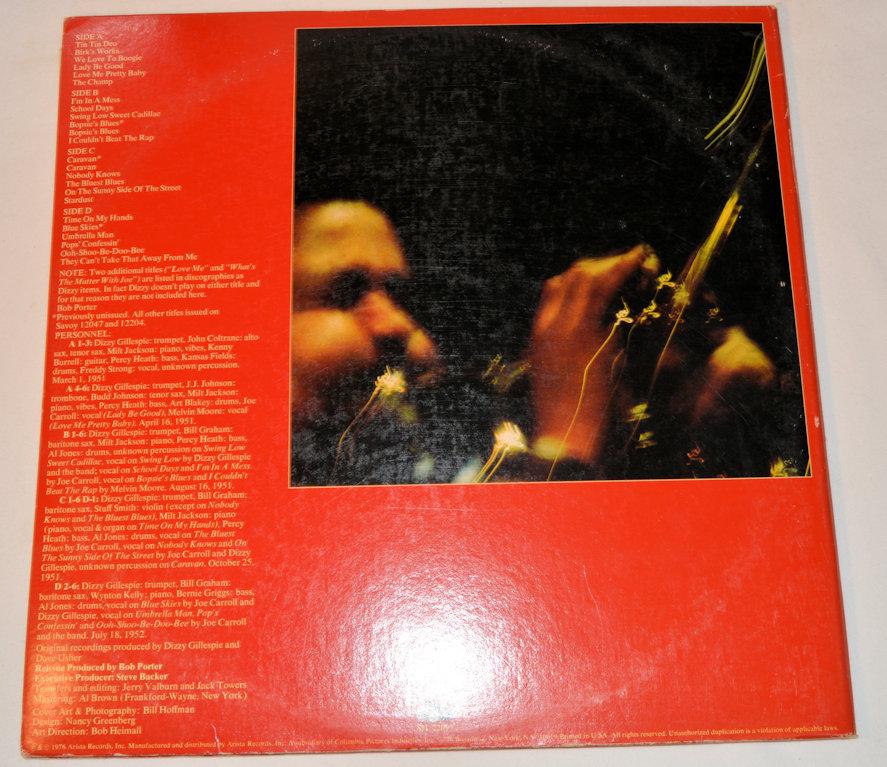 SIDE A
Tin Tin Deo
Birk's Works
We Love To Boogie
Lady Be Good
Love Me Pretty Baby
The Champ
SIDE B
I'm In A Mess
School Days
Swing Low Sweet Cadillac
Bopsie's Blues*
Bopsie's Blues
I Couldn't Beat The Rap
SIDE C
Caravan*
Caravan
Nobody Knows
The Bluest Blues
On The Sunny Side Of The Street
Stardust
SIDE D
Time On My Hands
Blue Skies*
Umbrella Man
Pops' Confessin'
Ooh-Shoo-Be-Doo-Bee
They Can't Take That Away From Me
NOTE: Two additional titles ("Love Me" and "What's
The Matter With Joe") are listed in discographies as
Dizzy items. In fact Dizzy doesn't play on either title and
for that reason they are not included here.
Bob Porter
*Previously unissued. All other titles issued on
Savoy 12047 and 12204.
PERSONNEL:
A 1-3: Dizzy Gillespie: trumpet, John Coltrane: alto
sax, tenor sax, Milt Jackson: piano, vibes, Kenny
Burrell: guitar, Percy Heath: bass, Kansas Fields:
drums, Freddy Strong: vocal, unknown percussion.
March 1, 1951
A 4-6: Dizzy Gillespie: trumpet, J.J. Johnson:
trombone, Budd Johnson: tenor sax, Milt Jackson:
piano, vibes, Percy Heath: bass, Art Blakey: drums, Joe
Carroll: vocal (Lady Be Good), Melvin Moore: vocal
(Love Me Pretty Baby). April 16, 1951.
B 1-6: Dizzy Gillespie: trumpet, Bill Graham:
baritone sax, Milt Jackson: piano, Percy Heath: bass,
Al Jones: drums, unknown percussion on Swing Low
Sweet Cadillac, vocal on Swing Low by Dizzy Gillespie
and the band; vocal on School Days and I'm In A Mess
by Joe Carroll, vocal on Bopsie's Blues and I Couldn't
Beat The Rap by Melvin Moore. August 16, 1951.
C 1-6 D-1: Dizzy Gillespie: trumpet, Bill Graham:
baritone sax, Stuff Smith: violin (except on Nobody
Knows and The Bluest Blues), Milt Jackson: piano
(piano, vocal & organ on Time On My Hands), Percy
Heath: bass, Al Jones: drums, vocal on The Bluest
Blues by Joe Carroll, vocal on Nobody Knows and On
The Sunny Side Of The Street by Joe Carroll and Dizzy
Gillespie, unknown percussion on Caravan. October 25,
1951.
D 2-6: Dizzy Gillespie: trumpet, Bill Graham:
baritone sax, Wynton Kelly: piano, Bernie Griggs: bass,
Al Jones: drums, vocal on Blue Skies by Joe Carroll and
Dizzy Gillespie, vocal on Umbrella Man, Pop's
Confessin' and Ooh-Shoo-Be-Doo-Bee by Joe Carroll
and the band. July 18, 1952.
Original recordings produced by Dizzy Gillespie and
Dave Usher
Reissue Produced by Bob Porter
Executive Producer: Steve Backer
Transfers and editing: Jerry Valburn and Jack Towers
Mastering: Al Brown (Frankford-Wayne, New York)
Cover Art & Photography: Bill Hoffman
Design: Nancy Greenberg
Art Direction: Bob Heimall
℗ & © 1976 Arista Records, Inc. Manufactured and distributed by Arista Records, Inc. A subsidiary of Columbia Pictures Industries New York, N.Y. Printed in U.S.A. All rights reserved. Unauthorized duplication is a violation of applicable laws.